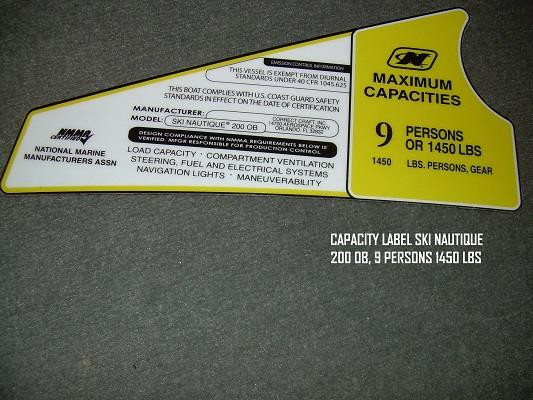 EMISSION CONTROL INFORMATION
THIS VESSEL IS EXEMPT FROM DIURNAL
STANDARDS UNDER 40 CFR 1045.625
THIS BOAT COMPLIES WITH U.S. COAST GUARD SAFETY
STANDARDS IN EFFECT ON THE DATE OF CERTIFICATION
MANUFACTURER:
CORRECT CRAFT, INC.
14700 AEROSPACE PKWY
ORLANDO, FL 32832
MODEL: SKI NAUTIQUE® 200 OB
DESIGN COMPLIANCE WITH NMMA REQUIREMENTS BELOW IS
VERIFIED. MFGR RESPONSIBLE FOR PRODUCTION CONTROL.
LOAD CAPACITY · COMPARTMENT VENTILATION
STEERING, FUEL AND ELECTRICAL SYSTEMS
NAVIGATION LIGHTS · MANEUVERABILITY
NMMA
CERTIFIED
NATIONAL MARINE
MANUFACTURERS ASSN
N
MAXIMUM
CAPACITIES
9 PERSONS
OR 1450 LBS
1450 LBS. PERSONS, GEAR
CAPACITY LABEL SKI NAUTIQUE
200 OB, 9 PERSONS 1450 LBS